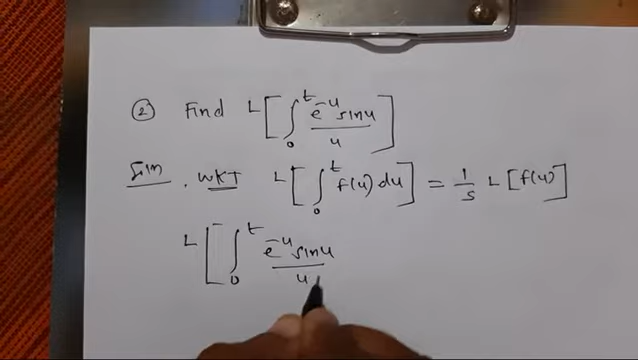 ② Find L[∫₀ᵗ e⁻ᵘ sinu / u]
Soln . WKT L[∫₀ᵗ f(u) du] = 1/s L[f(u)]
L[∫₀ᵗ e⁻ᵘ sinu / u